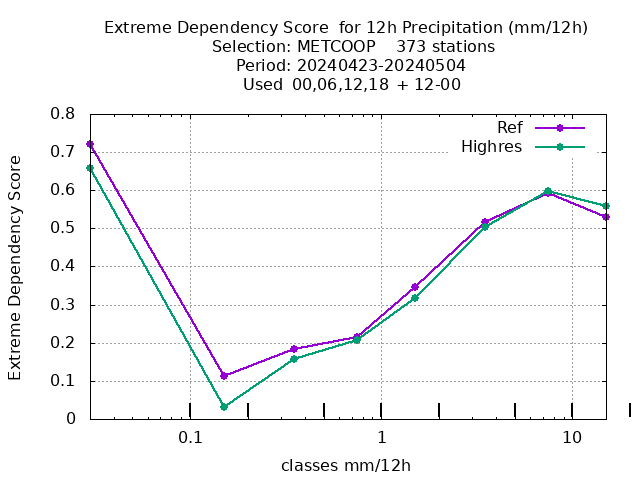 Extreme Dependency Score  for 12h Precipitation (mm/12h)
Selection: METCOOP    373 stations
Period: 20240423-20240504
Used  00,06,12,18  + 12-00
Ref
Highres
Extreme Dependency Score
0.8
0.7
0.6
0.5
0.4
0.3
0.2
0.1
0
0.1 1 10
classes mm/12h